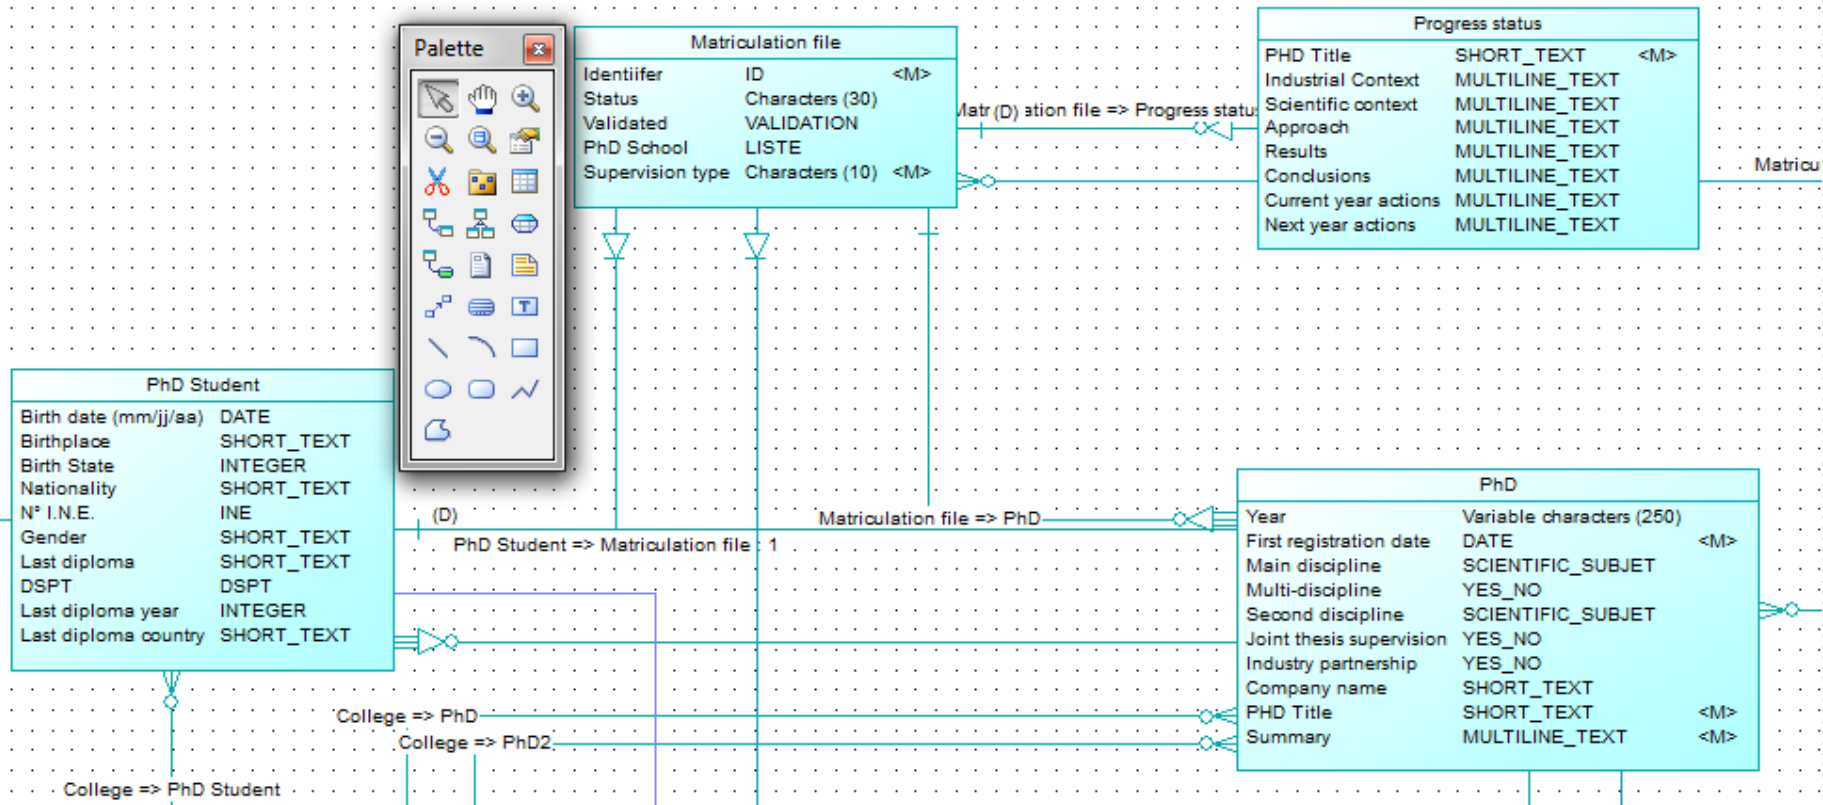 Palette
Matriculation file
Identiifer ID <M>
Status Characters (30)
Validated VALIDATION
PhD School LISTE
Supervision type Characters (10) <M>
Progress status
PHD Title SHORT_TEXT <M>
Industrial Context MULTILINE_TEXT
Scientific context MULTILINE_TEXT
Approach MULTILINE_TEXT
Results MULTILINE_TEXT
Conclusions MULTILINE_TEXT
Current year actions MULTILINE_TEXT
Next year actions MULTILINE_TEXT
Matr (D) ation file => Progress status
Matricu
PhD Student
Birth date (mm/jj/aa) DATE
Birthplace SHORT_TEXT
Birth State INTEGER
Nationality SHORT_TEXT
N° I.N.E. INE
Gender SHORT_TEXT
Last diploma SHORT_TEXT
DSPT DSPT
Last diploma year INTEGER
Last diploma country SHORT_TEXT
(D)
PhD Student => Matriculation file : 1
Matriculation file => PhD
PhD
Year Variable characters (250)
First registration date DATE <M>
Main discipline SCIENTIFIC_SUBJET
Multi-discipline YES_NO
Second discipline SCIENTIFIC_SUBJET
Joint thesis supervision YES_NO
Industry partnership YES_NO
Company name SHORT_TEXT
PHD Title SHORT_TEXT <M>
Summary MULTILINE_TEXT <M>
College => PhD
College => PhD2
College => PhD Student